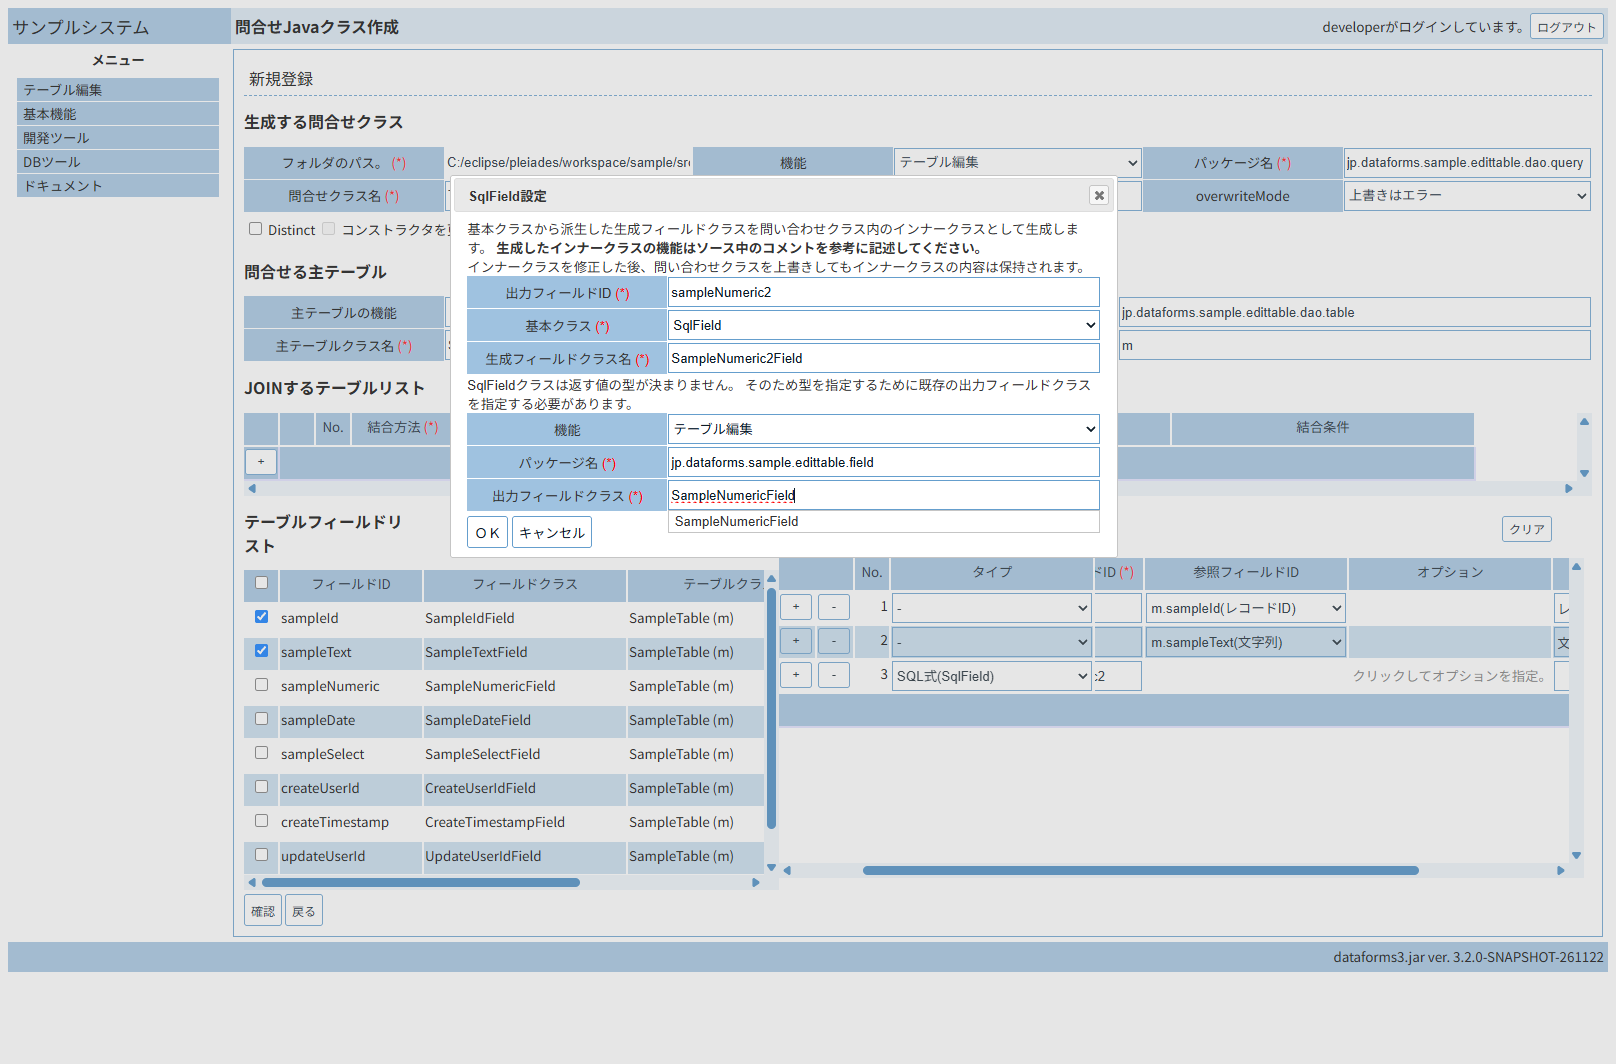 サンプルシステム
問合せJavaクラス作成
developerがログインしています。 ログアウト
メニュー
テーブル編集
基本機能
開発ツール
DBツール
ドキュメント
新規登録
生成する問合せクラス
フォルダのパス。 (*) C:/eclipse/pleiades/workspace/sample/src 機能 テーブル編集 パッケージ名 (*) jp.dataforms.sample.edittable.dao.query
問合せクラス名 (*) overwriteMode 上書きはエラー
Distinct コンストラクタを
問合せる主テーブル
主テーブルの機能 jp.dataforms.sample.edittable.dao.table
主テーブルクラス名 (*) m
JOINするテーブルリスト
No. 結合方法 (*) 結合条件
+
SqlField設定
基本クラスから派生した生成フィールドクラスを問い合わせクラス内のインナークラスとして生成しま
す。 生成したインナークラスの機能はソース中のコメントを参考に記述してください。
インナークラスを修正した後、問い合わせクラスを上書きしてもインナークラスの内容は保持されます。
出力フィールドID (*) sampleNumeric2
基本クラス (*) SqlField
生成フィールドクラス名 (*) SampleNumeric2Field
SqlFieldクラスは返す値の型が決まりません。 そのため型を指定するために既存の出力フィールドクラス
を指定する必要があります。
機能 テーブル編集
パッケージ名 (*) jp.dataforms.sample.edittable.field
出力フィールドクラス (*) SampleNumericField
SampleNumericField
ＯＫ キャンセル
テーブルフィールドリ
スト
クリア
フィールドID フィールドクラス テーブルクラ
sampleId SampleIdField SampleTable (m)
sampleText SampleTextField SampleTable (m)
sampleNumeric SampleNumericField SampleTable (m)
sampleDate SampleDateField SampleTable (m)
sampleSelect SampleSelectField SampleTable (m)
createUserId CreateUserIdField SampleTable (m)
createTimestamp CreateTimestampField SampleTable (m)
updateUserId UpdateUserIdField SampleTable (m)
No. タイプ ドID (*) 参照フィールドID オプション
+ - 1 - m.sampleId(レコードID) レ
+ - 2 - m.sampleText(文字列) 文
+ - 3 SQL式(SqlField) c2 クリックしてオプションを指定。
確認 戻る
dataforms3.jar ver. 3.2.0-SNAPSHOT-261122